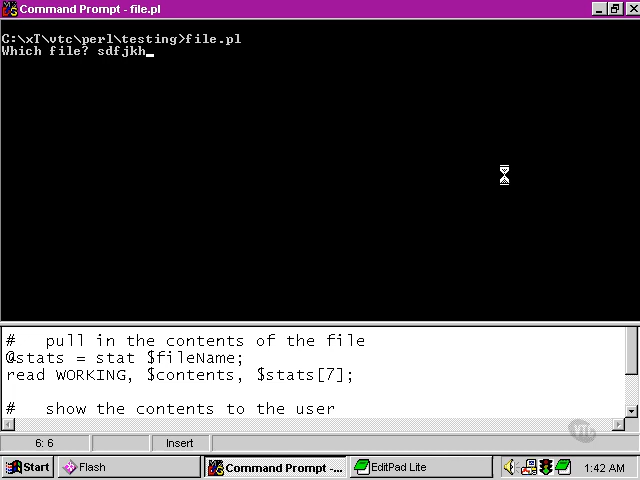 Command Prompt - file.pl
C:\xT\vtc\perl\testing>file.pl
Which file? sdfjkh
#   pull in the contents of the file
@stats = stat $fileName;
read WORKING, $contents, $stats[7];
#   show the contents to the user
6: 6
Insert
Start
Flash
Command Prompt -...
EditPad Lite
1:42 AM